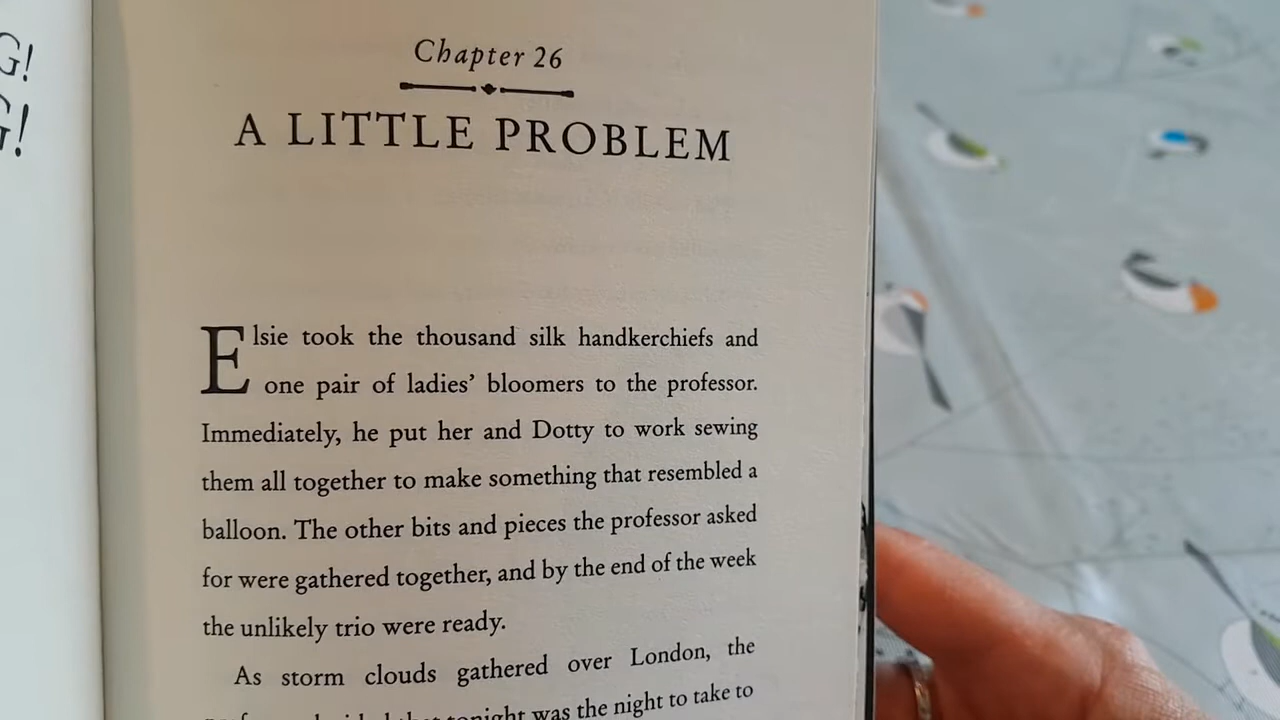 G!
G!
Chapter 26
A LITTLE PROBLEM
Elsie took the thousand silk handkerchiefs and
one pair of ladies’ bloomers to the professor.
Immediately, he put her and Dotty to work sewing
them all together to make something that resembled a
balloon. The other bits and pieces the professor asked
for were gathered together, and by the end of the week
the unlikely trio were ready.
As storm clouds gathered over London, the
that tonight was the night to take to